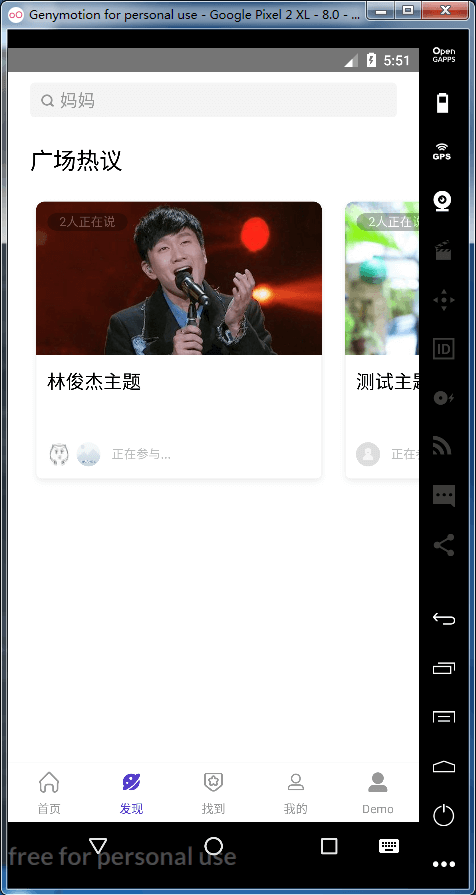 Genymotion for personal use - Google Pixel 2 XL - 8.0 - ...
5:51
Open
GAPPS
妈妈
GPS
广场热议
2人正在说
2人正在说
林俊杰主题
测试主题
ID
正在参与...
正在参
首页
发现
找到
我的
Demo
free for personal use